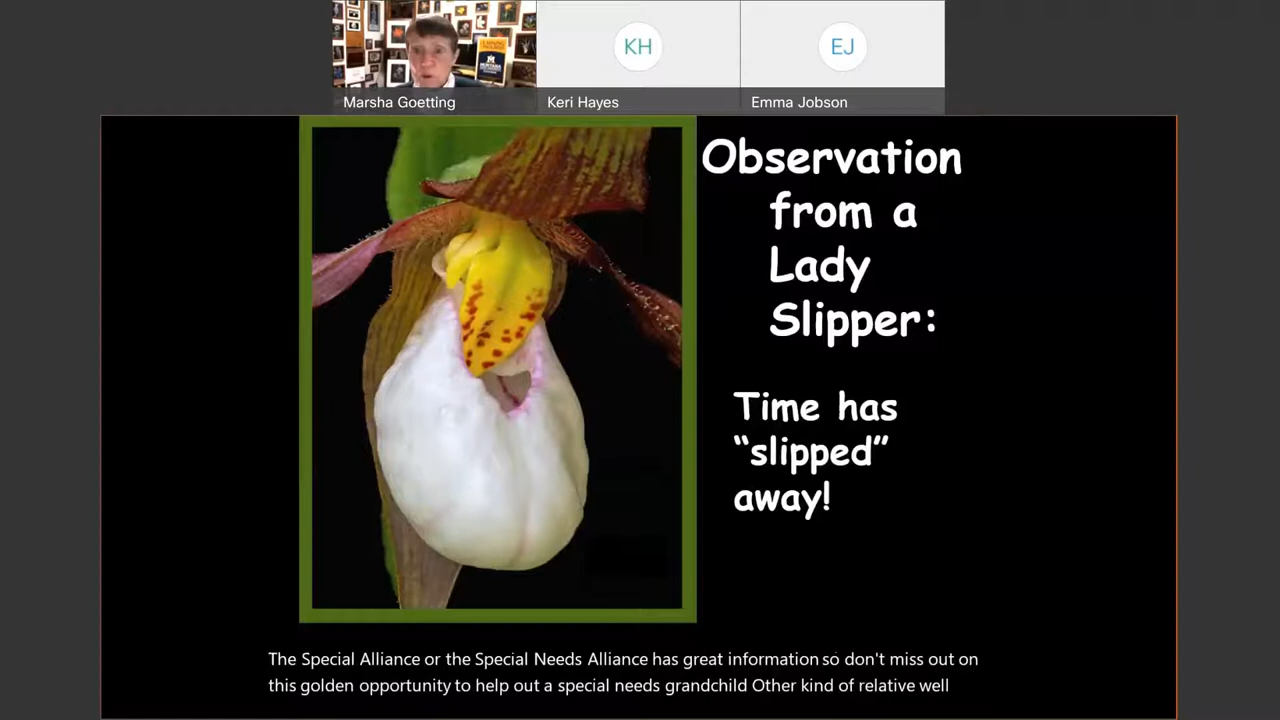 KH
EJ
Marsha Goetting
Keri Hayes
Emma Jobson
Observation
from a
Lady
Slipper:
Time has
“slipped”
away!
The Special Alliance or the Special Needs Alliance has great information so don't miss out on
this golden opportunity to help out a special needs grandchild Other kind of relative well